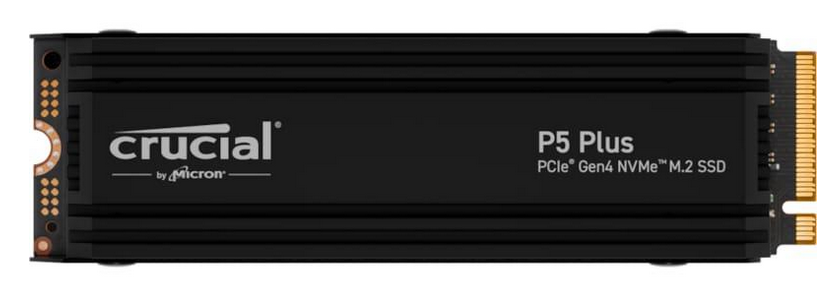 crucial®
by Micron®
P5 Plus
PCIe® Gen4 NVMe™ M.2 SSD